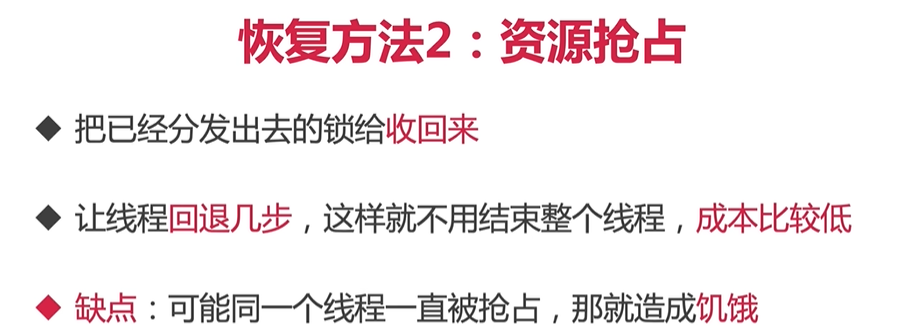 恢复方法2：资源抢占
◆ 把已经分发出去的锁给收回来
◆ 让线程回退几步，这样就不用结束整个线程，成本比较低
◆ 缺点：可能同一个线程一直被抢占，那就造成饥饿